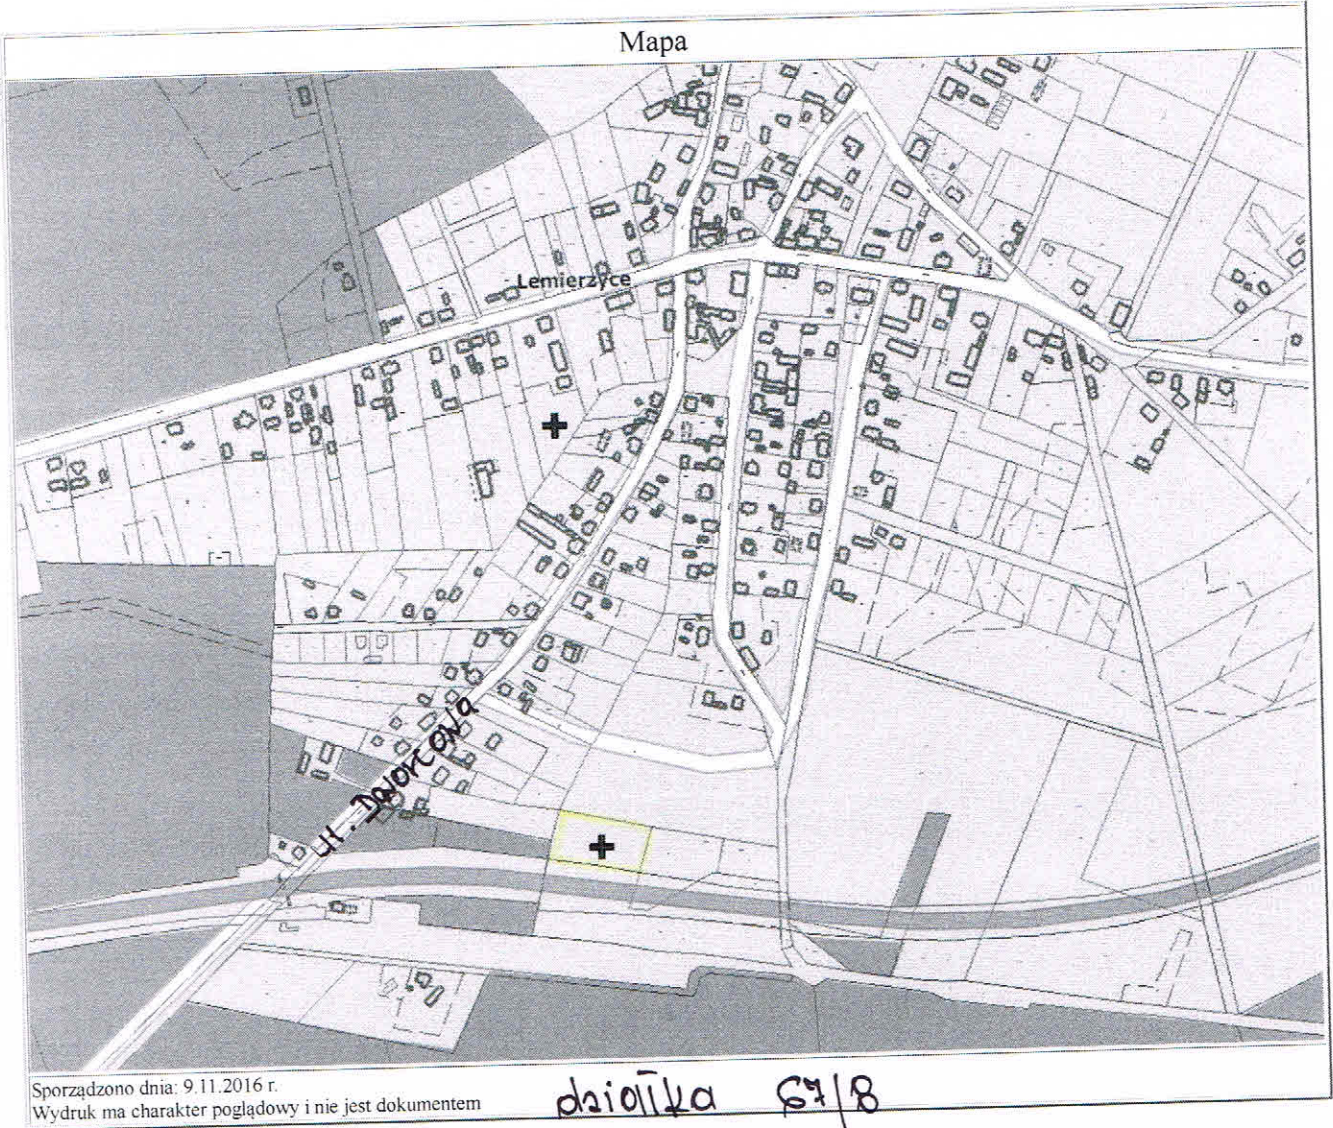 Mapa
Lemierzyce
ul. Dworcowa
Sporządzono dnia: 9.11.2016 r.
Wydruk ma charakter poglądowy i nie jest dokumentem
działka 67/8